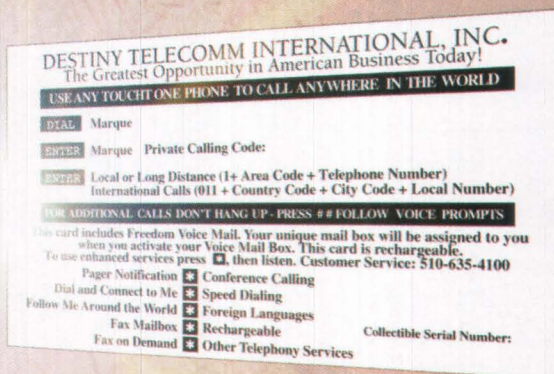 DESTINY TELECOMM INTERNATIONAL, INC.
The Greatest Opportunity in American Business Today!
USE ANY TOUCHTONE PHONE TO CALL ANYWHERE IN THE WORLD
DIAL Marque
ENTER Marque Private Calling Code:
ENTER Local or Long Distance (1+ Area Code + Telephone Number)
International Calls (011 + Country Code + City Code + Local Number)
FOR ADDITIONAL CALLS DON'T HANG UP - PRESS ## FOLLOW VOICE PROMPTS
This card includes Freedom Voice Mail. Your unique mail box will be assigned to you
when you activate your Voice Mail Box. This card is rechargeable.
To use enhanced services press *, then listen. Customer Service: 510-635-4100
Pager Notification * Conference Calling
Dial and Connect to Me * Speed Dialing
Follow Me Around the World * Foreign Languages
Fax Mailbox * Rechargeable
Fax on Demand * Other Telephony Services
Collectible Serial Number: